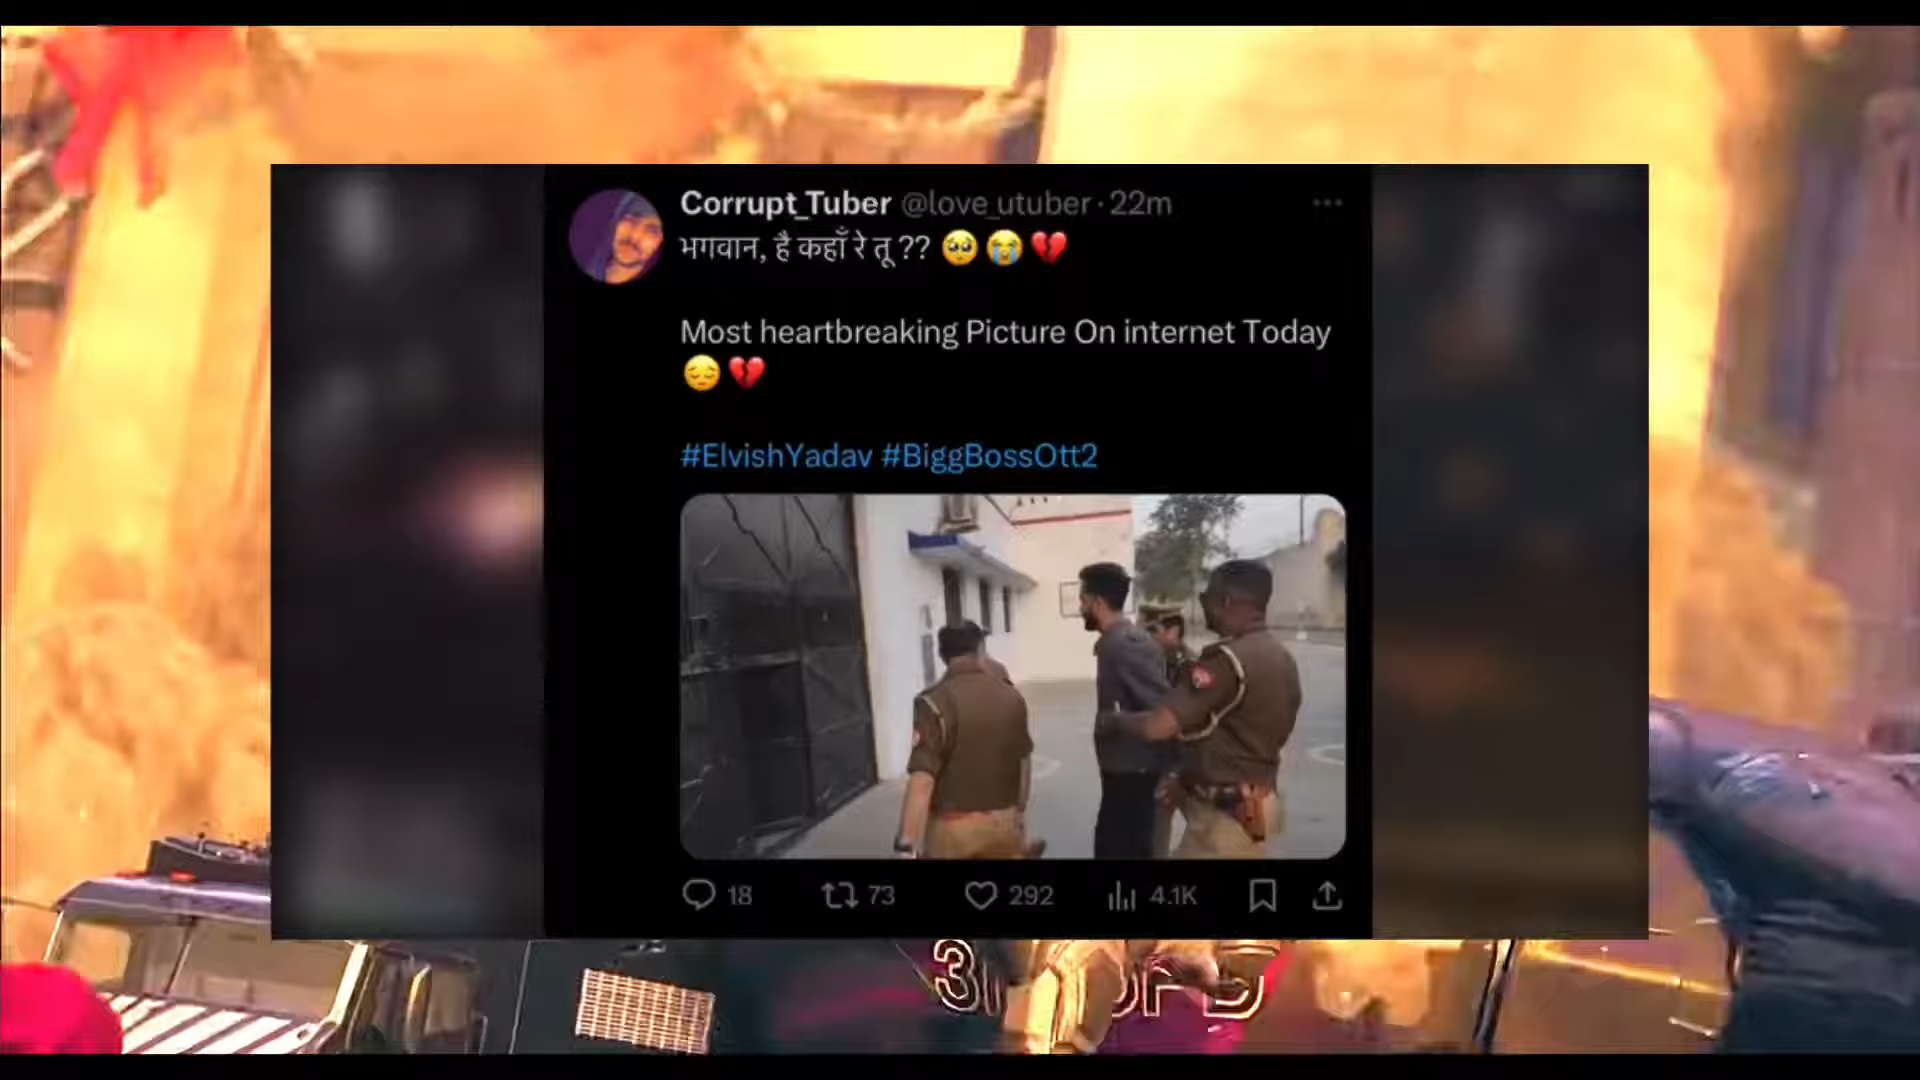 Corrupt_Tuber @love_utuber · 22m
भगवान, है कहाँ रे तू ?? 🥺😭💔
Most heartbreaking Picture On internet Today
😔💔
#ElvishYadav #BiggBossOtt2
18 73 292 4.1K